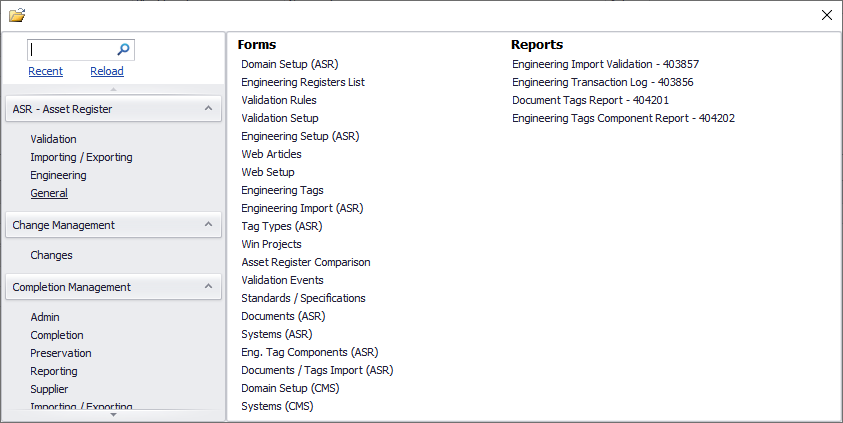 Recent Reload
ASR - Asset Register
Validation
Importing / Exporting
Engineering
General
Change Management
Changes
Completion Management
Admin
Completion
Preservation
Reporting
Supplier
Importing / Exporting
Forms
Domain Setup (ASR)
Engineering Registers List
Validation Rules
Validation Setup
Engineering Setup (ASR)
Web Articles
Web Setup
Engineering Tags
Engineering Import (ASR)
Tag Types (ASR)
Win Projects
Asset Register Comparison
Validation Events
Standards / Specifications
Documents (ASR)
Systems (ASR)
Eng. Tag Components (ASR)
Documents / Tags Import (ASR)
Domain Setup (CMS)
Systems (CMS)
Reports
Engineering Import Validation - 403857
Engineering Transaction Log - 403856
Document Tags Report - 404201
Engineering Tags Component Report - 404202